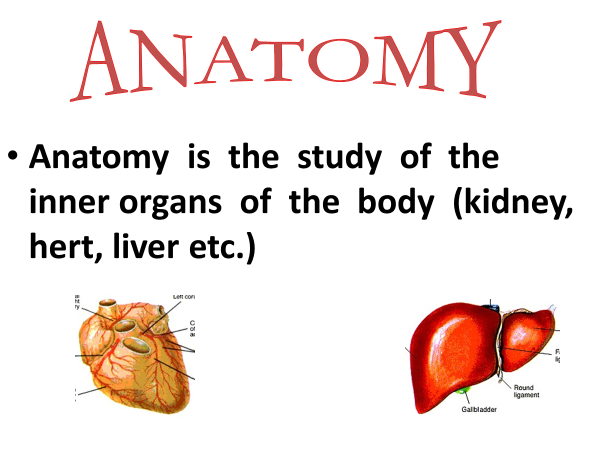 ANATOMY
• Anatomy is the study of the
inner organs of the body (kidney,
hert, liver etc.)
Left con
Round
ligament
Gallbladder